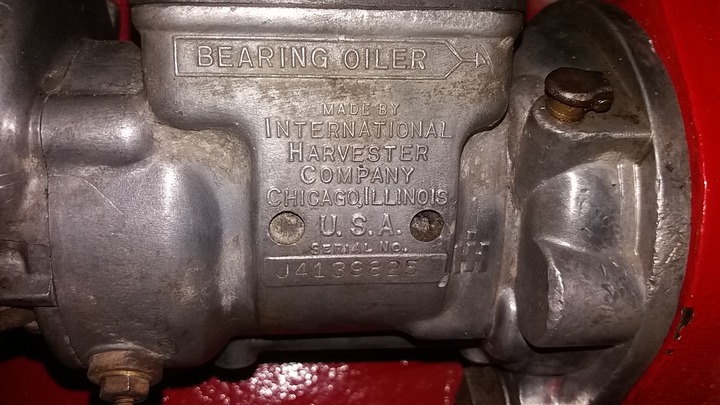 BEARING OILER
MADE BY
INTERNATIONAL
HARVESTER
COMPANY
CHICAGO, ILLINOIS
U.S.A.
SERIAL NO.
J4139825